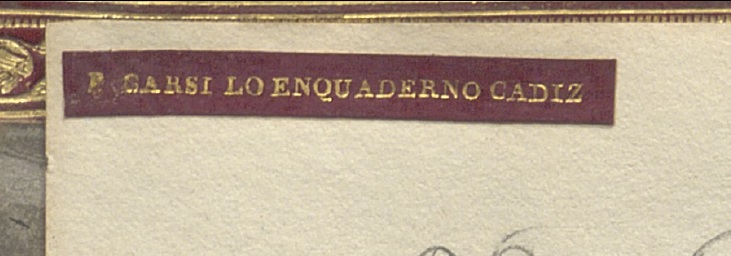 P. GARSI LO ENQUADERNO CADIZ